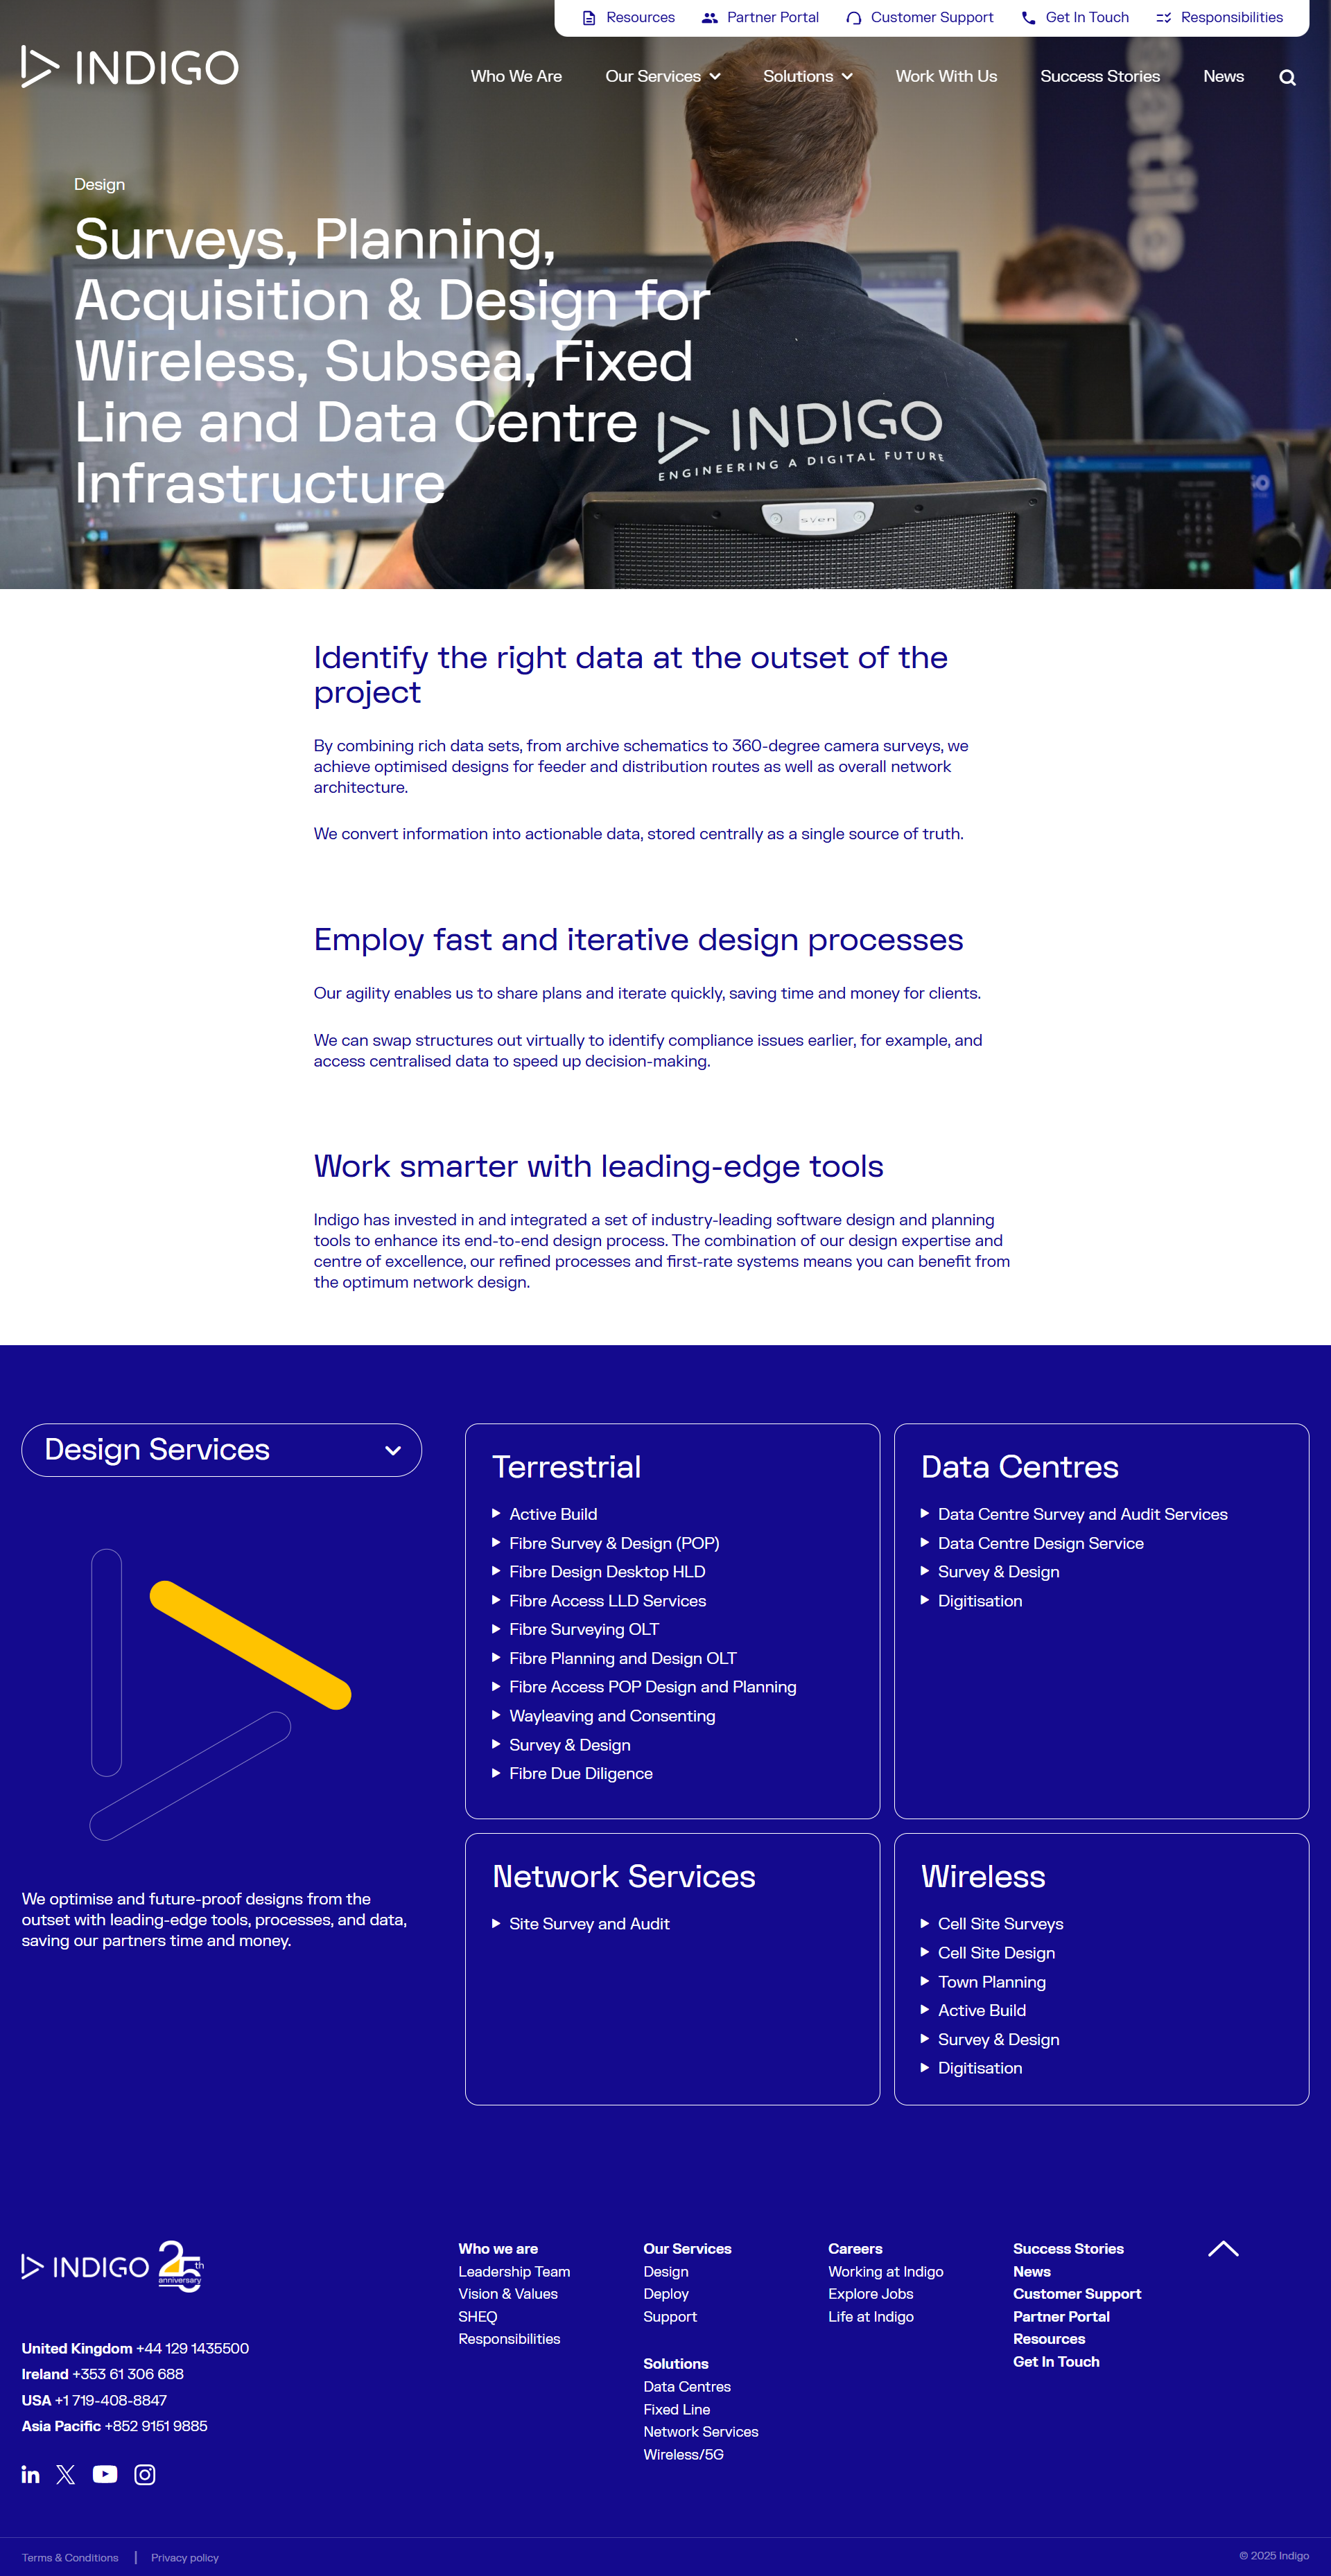 Resources
Partner Portal
Customer Support
Get In Touch
Responsibilities
INDIGO
Who We Are
Our Services
Solutions
Work With Us
Success Stories
News
Design
Surveys, Planning,
Acquisition & Design for
Wireless, Subsea, Fixed
Line and Data Centre
Infrastructure
INDIGO
ENGINEERING A DIGITAL FUTURE
sven
Identify the right data at the outset of the
project
By combining rich data sets, from archive schematics to 360-degree camera surveys, we
achieve optimised designs for feeder and distribution routes as well as overall network
architecture.
We convert information into actionable data, stored centrally as a single source of truth.
Employ fast and iterative design processes
Our agility enables us to share plans and iterate quickly, saving time and money for clients.
We can swap structures out virtually to identify compliance issues earlier, for example, and
access centralised data to speed up decision-making.
Work smarter with leading-edge tools
Indigo has invested in and integrated a set of industry-leading software design and planning
tools to enhance its end-to-end design process. The combination of our design expertise and
centre of excellence, our refined processes and first-rate systems means you can benefit from
the optimum network design.
Design Services
We optimise and future-proof designs from the
outset with leading-edge tools, processes, and data,
saving our partners time and money.
Terrestrial
Active Build
Fibre Survey & Design (POP)
Fibre Design Desktop HLD
Fibre Access LLD Services
Fibre Surveying OLT
Fibre Planning and Design OLT
Fibre Access POP Design and Planning
Wayleaving and Consenting
Survey & Design
Fibre Due Diligence
Data Centres
Data Centre Survey and Audit Services
Data Centre Design Service
Survey & Design
Digitisation
Network Services
Site Survey and Audit
Wireless
Cell Site Surveys
Cell Site Design
Town Planning
Active Build
Survey & Design
Digitisation
INDIGO 25th
anniversary
United Kingdom +44 129 1435500
Ireland +353 61 306 688
USA +1 719-408-8847
Asia Pacific +852 9151 9885
Who we are
Leadership Team
Vision & Values
SHEQ
Responsibilities
Our Services
Design
Deploy
Support
Solutions
Data Centres
Fixed Line
Network Services
Wireless/5G
Careers
Working at Indigo
Explore Jobs
Life at Indigo
Success Stories
News
Customer Support
Partner Portal
Resources
Get In Touch
Terms & Conditions | Privacy policy
© 2025 Indigo